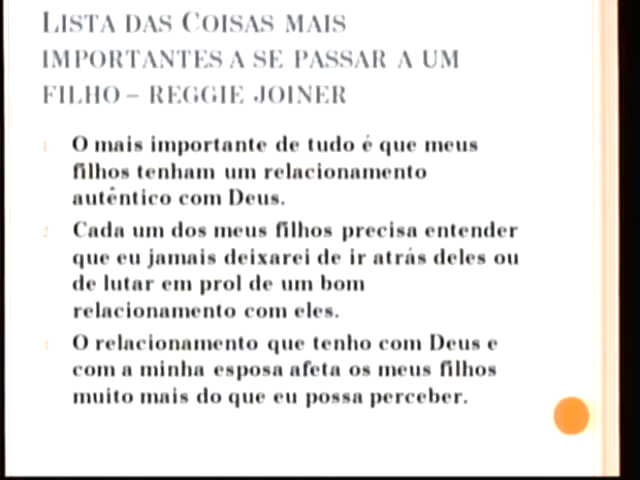 LISTA DAS COISAS MAIS
IMPORTANTES A SE PASSAR A UM
FILHO – REGGIE JOINER
1. O mais importante de tudo é que meus
filhos tenham um relacionamento
autêntico com Deus.
2. Cada um dos meus filhos precisa entender
que eu jamais deixarei de ir atrás deles ou
de lutar em prol de um bom
relacionamento com eles.
3. O relacionamento que tenho com Deus e
com a minha esposa afeta os meus filhos
muito mais do que eu possa perceber.